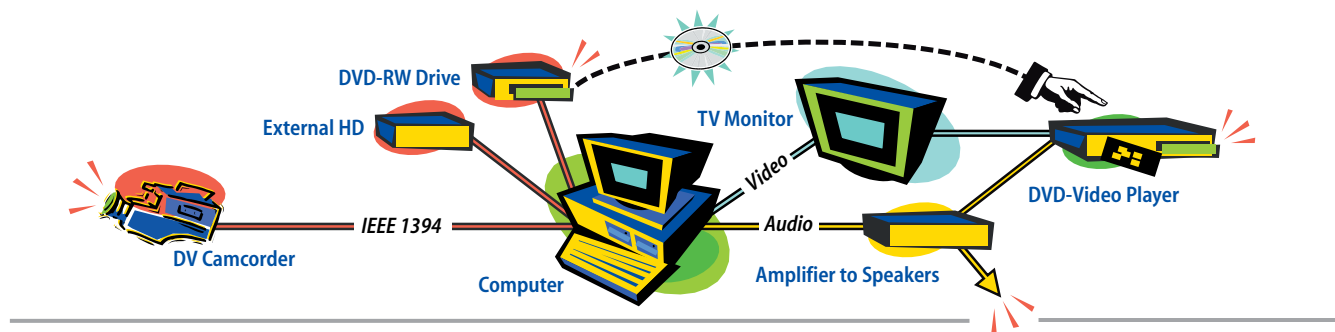 DVD-RW Drive
External HD
TV Monitor
Video
DVD-Video Player
IEEE 1394
Audio
DV Camcorder
Computer
Amplifier to Speakers